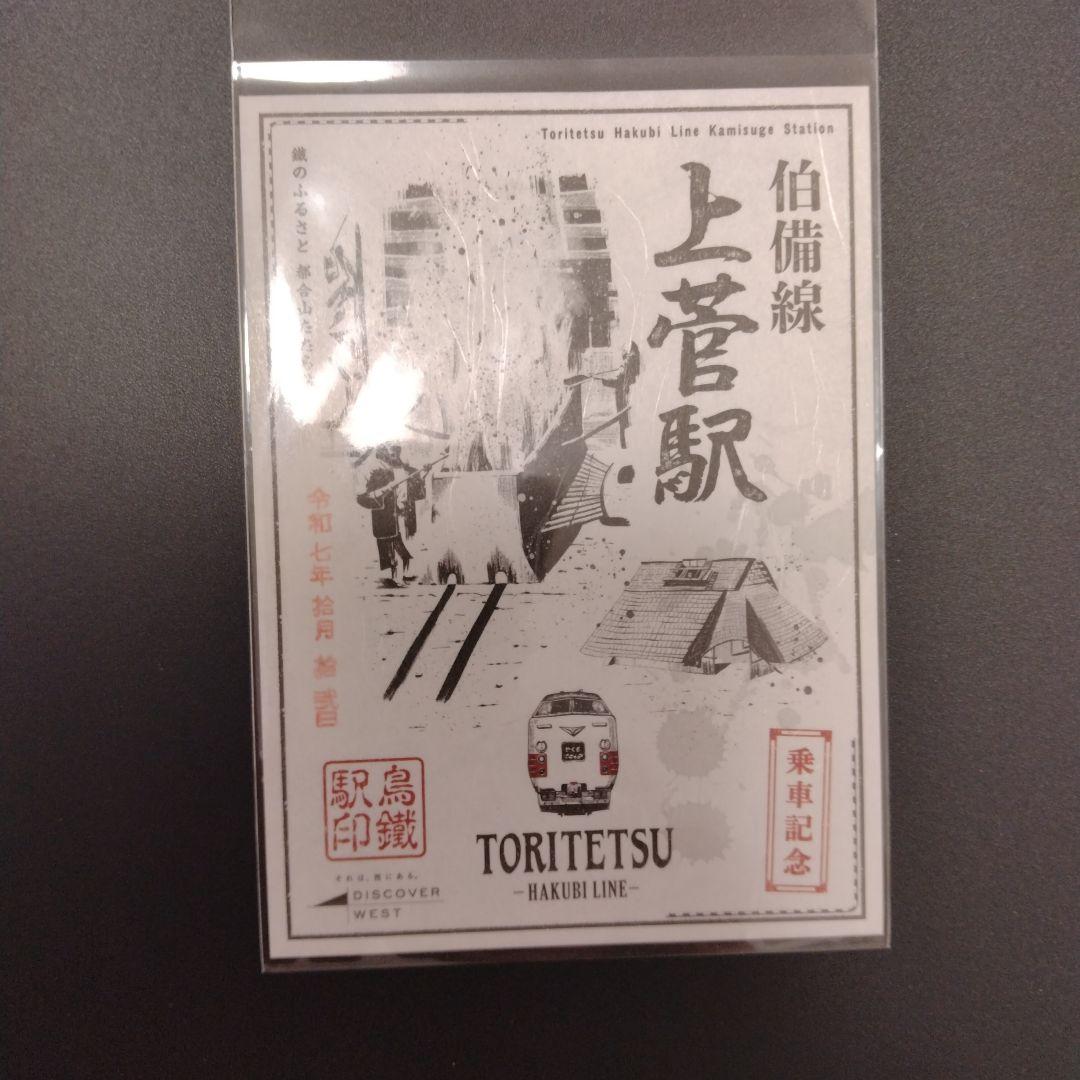 Toritetsu Hakubi Line Kamisuge Station
伯備線
上菅駅
鐵のふるさと 都合山たたら
令和七年 拾月 拾弐日
乗車記念
鳥鐵
駅印
TORITETSU
-HAKUBI LINE-
それは、西にある。
DISCOVER
WEST